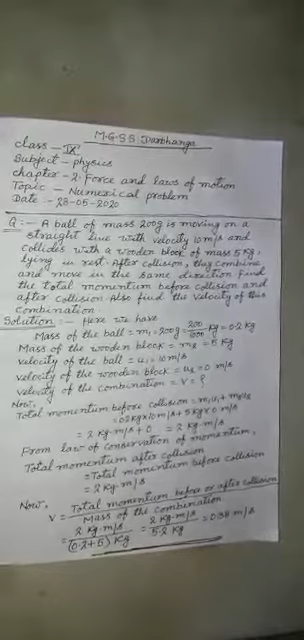 M.G.S.S. Darbhanga
Class - IX
Subject - physics
Chapter - 2. Force and laws of motion
Topic - Numerical problem
Date - 28-05-2020
Q :- - A ball of mass 200g is moving on a
straight line with velocity 10 m/s and
collides with a wooden block of mass 5 Kg,
lying in rest. After collision, they combine
and move in the same direction. Find
the total momentum before collision and
after collision. Also find the velocity of this
combination.
Solution :- Here we have
Mass of the ball = m1 = 200g = 200/1000 kg = 0.2 kg
Mass of the wooden block = m2 = 5 Kg
velocity of the ball = u1 = 10 m/s
velocity of the wooden block = u2 = 0 m/s
velocity of the combination = v = ?
Now,
Total momentum before collision = m1u1 + m2u2
= 0.2 Kg x 10 m/s + 5 Kg x 0 m/s
= 2 Kg-m/s + 0 = 2 Kg-m/s
From law of conservation of momentum,
Total momentum after collision
= Total momentum before collision
= 2 Kg-m/s
Now,
v = Total momentum before or after collision / Mass of the combination
= 2 Kg-m/s / (0.2+5) Kg = 2 Kg-m/s / 5.2 Kg = 0.38 m/s